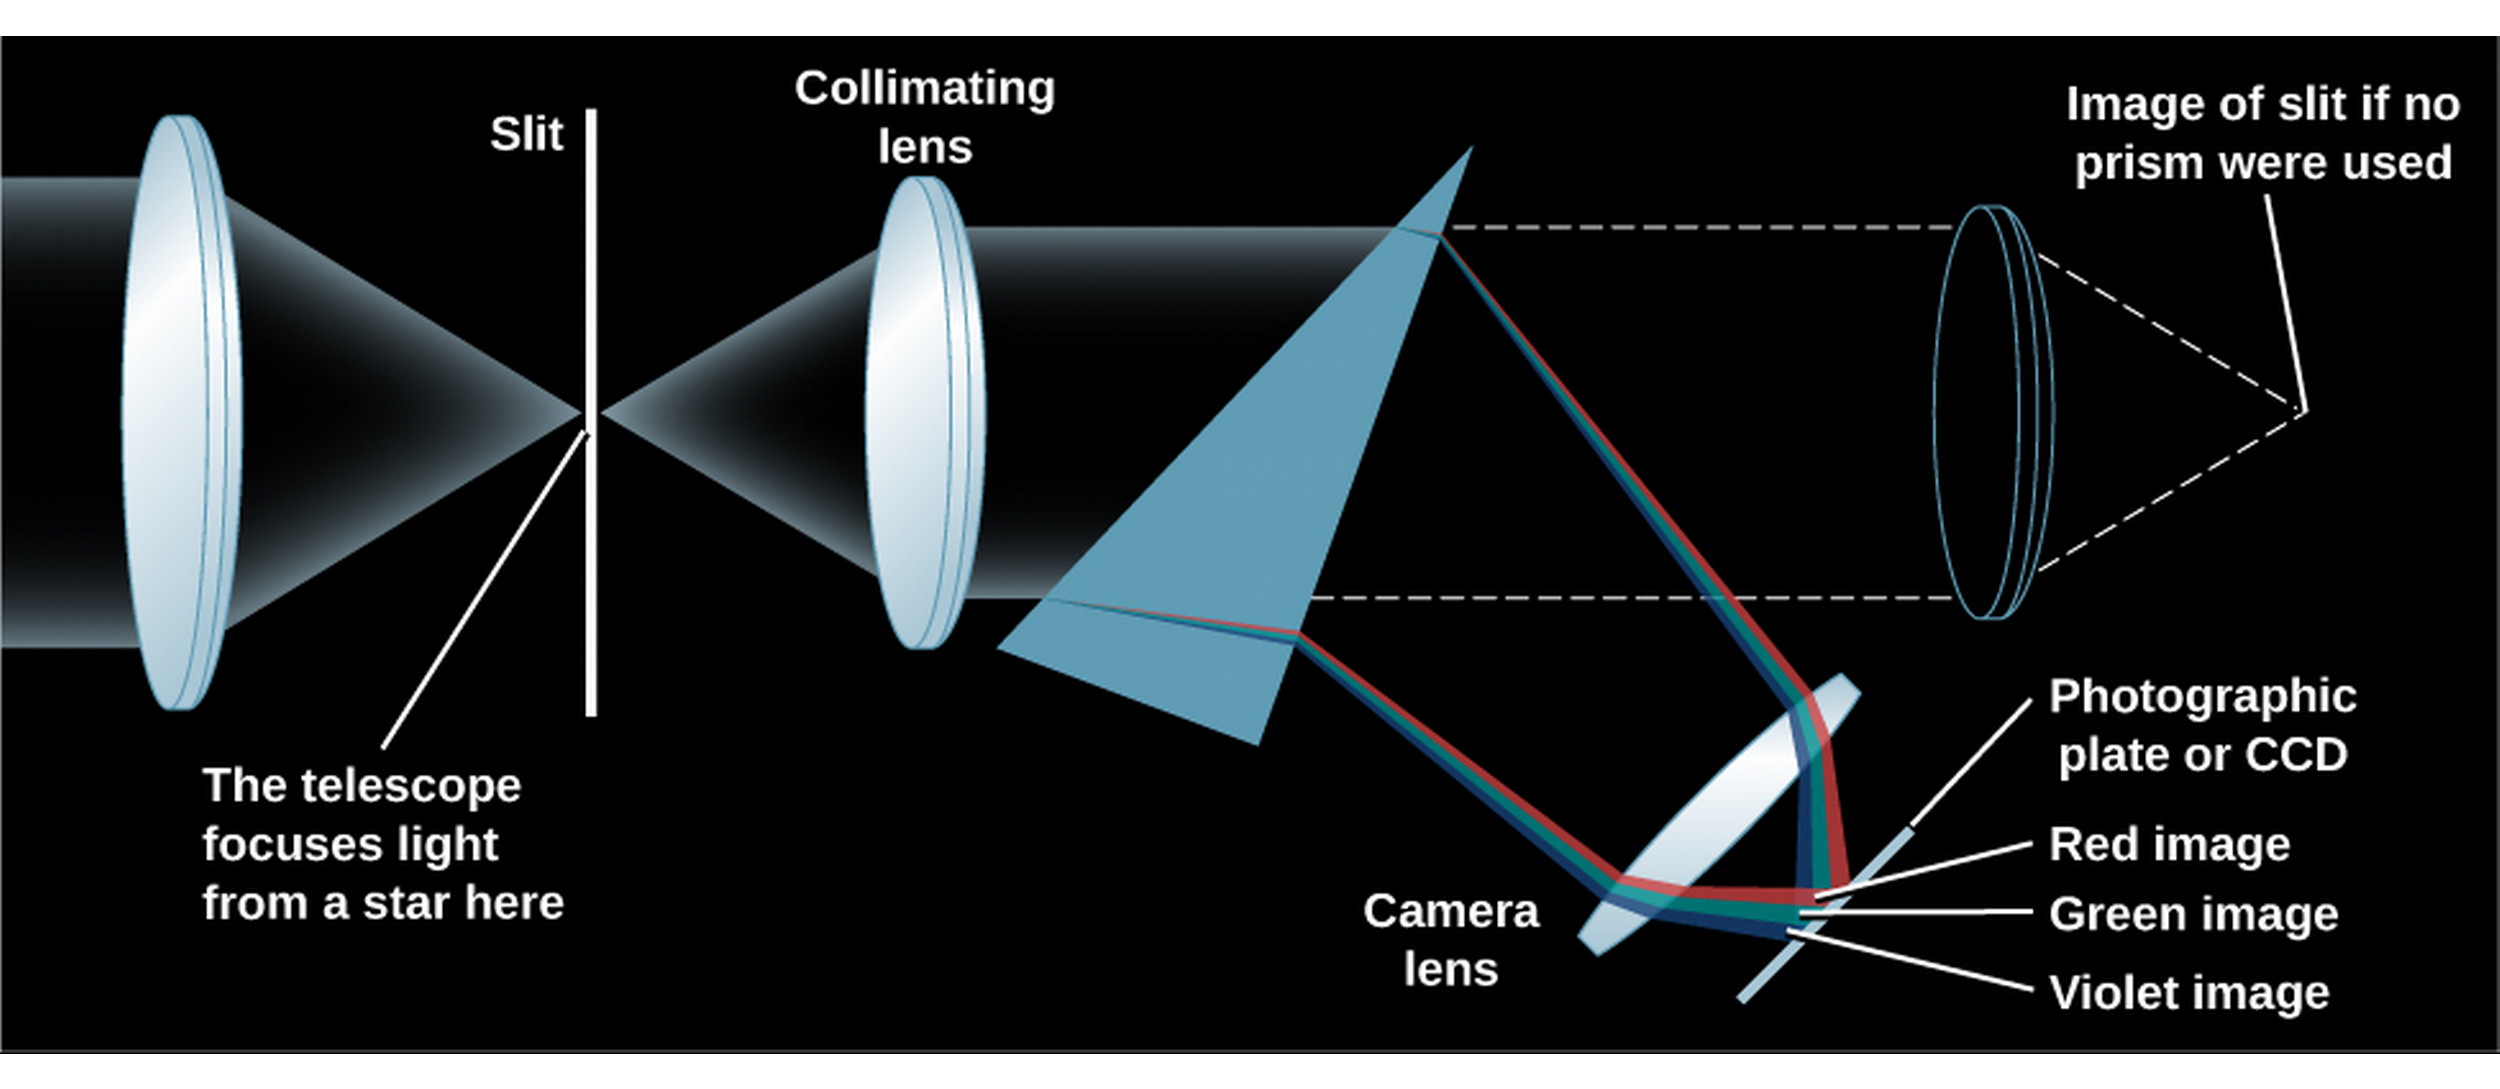 Slit
Collimating
lens
Image of slit if no
prism were used
The telescope
focuses light
from a star here
Camera
lens
Photographic
plate or CCD
Red image
Green image
Violet image